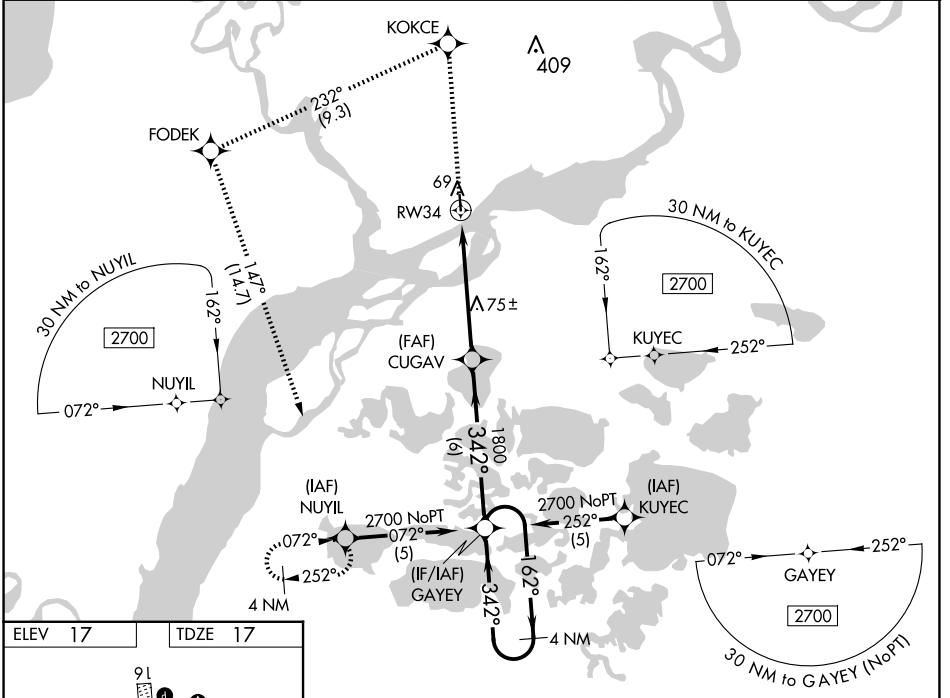 KOKCE
409
232°
(9.3)
FODEK
69
RW34
147°
(14.7)
30 NM to NUYIL
162°
2700
NUYIL
072°
30 NM to KUYEC
162°
2700
KUYEC
252°
75±
(FAF)
CUGAV
1800
342°
(6)
(IAF)
NUYIL
2700 NoPT
072°
(5)
072°
252°
4 NM
(IF/IAF)
GAYEY
2700 NoPT
252°
(5)
(IAF)
KUYEC
162°
342°
4 NM
072°
252°
GAYEY
2700
30 NM to GAYEY (NoPT)
ELEV 17
TDZE 17
16